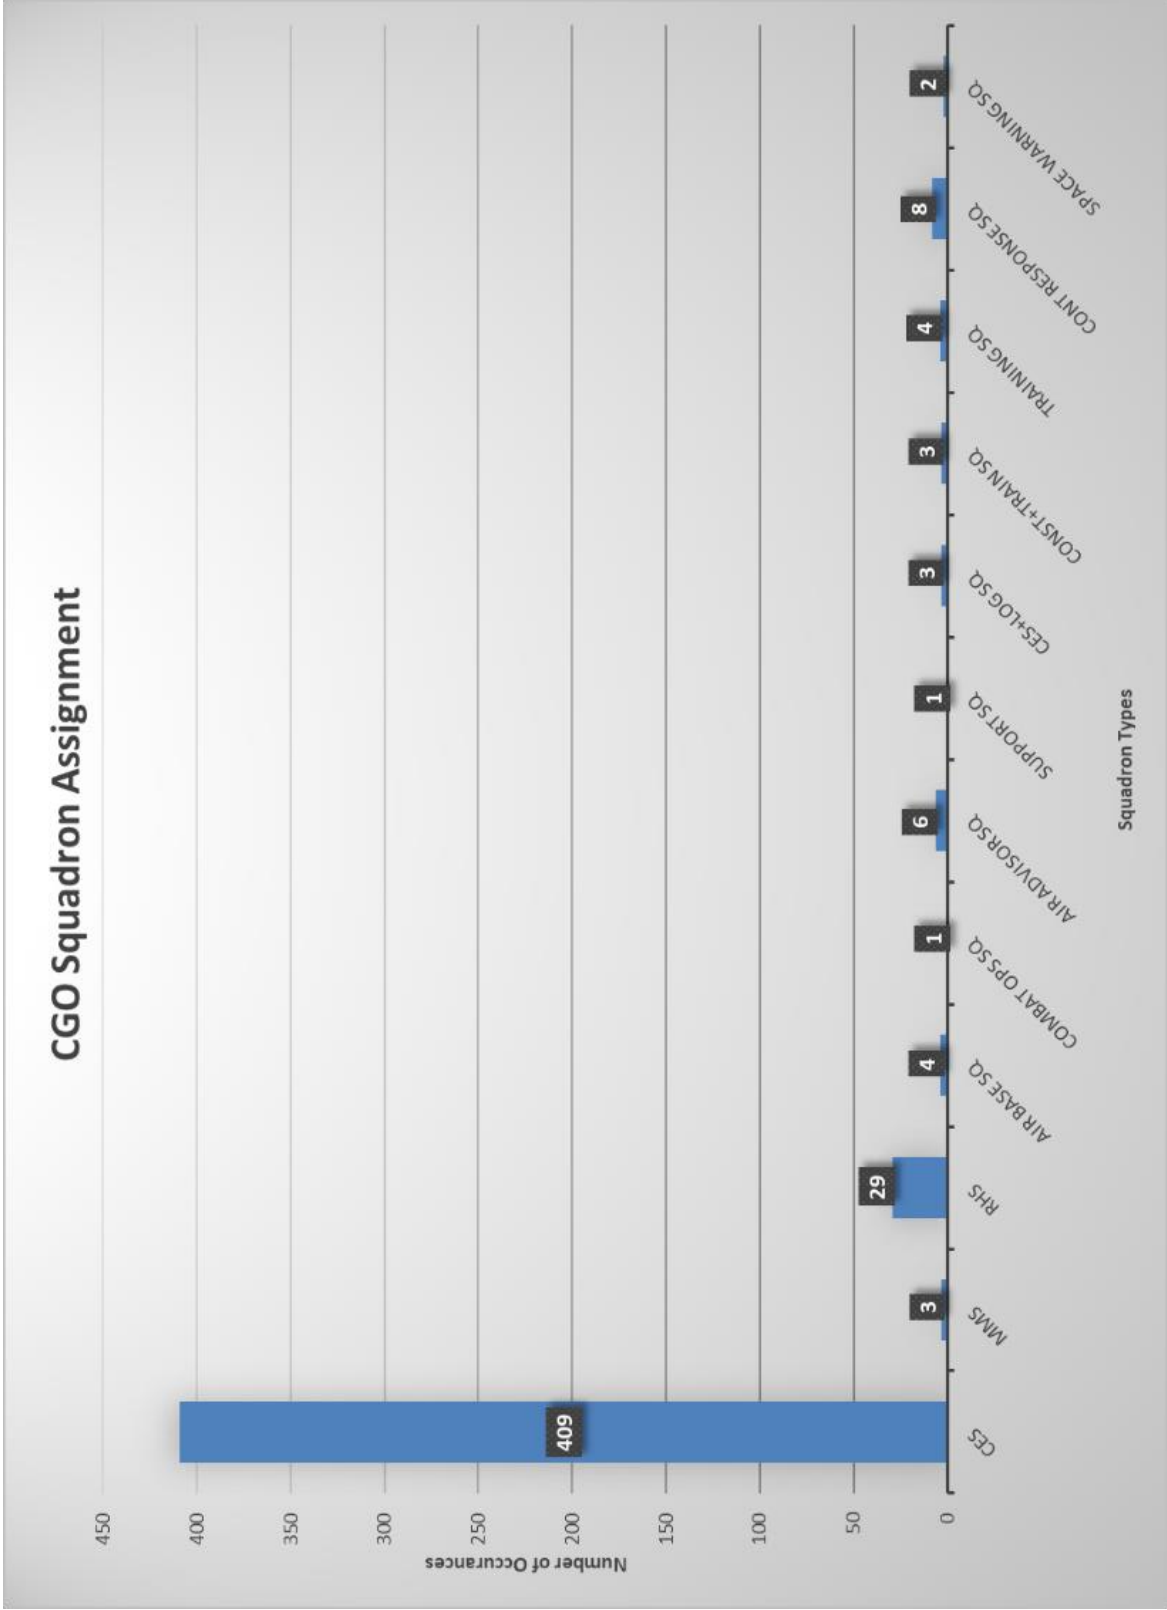 CGO Squadron Assignment
450
400
350
300
250
200
150
100
50
0
Number of Occurances
409
3
29
4
1
6
1
3
3
4
8
2
CES
MMS
RHS
AIR BASE SQ
COMBAT OPS SQ
AIR ADVISOR SQ
SUPPORT SQ
CES+LOG SQ
CONST+TRAIN SQ
TRAINING SQ
CONT RESPONSE SQ
SPACE WARNING SQ
Squadron Types